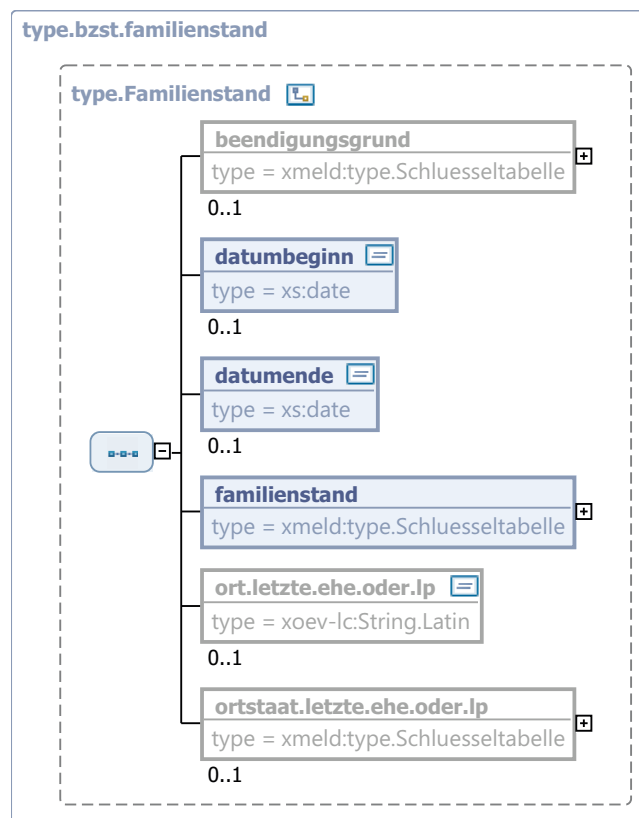 type.bzst.familienstand
type.Familienstand
beendigungsgrund
type = xmeld:type.Schluesseltabelle
0..1
datumbeginn
type = xs:date
0..1
datumende
type = xs:date
0..1
familienstand
type = xmeld:type.Schluesseltabelle
ort.letzte.ehe.oder.lp
type = xoev-lc:String.Latin
0..1
ortstaat.letzte.ehe.oder.lp
type = xmeld:type.Schluesseltabelle
0..1